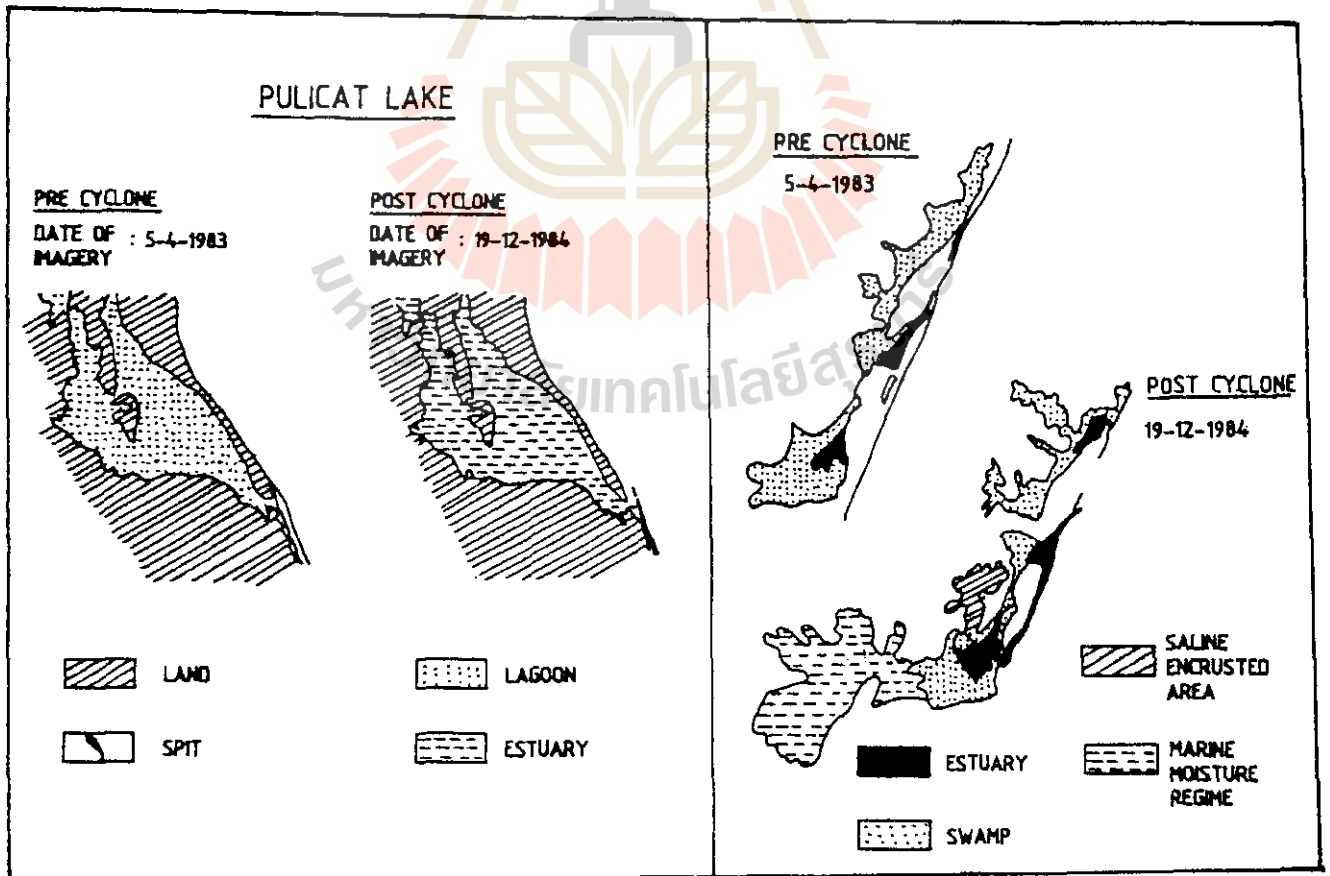 PULICAT LAKE
PRE CYCLONE
DATE OF : 5-4-1983
IMAGERY
POST CYCLONE
DATE OF : 19-12-1984
IMAGERY
LAND
LAGOON
SPIT
ESTUARY
PRE CYCLONE
5-4-1983
POST CYCLONE
19-12-1984
SALINE
ENCRUSTED
AREA
ESTUARY
MARINE
MOISTURE
REGIME
SWAMP